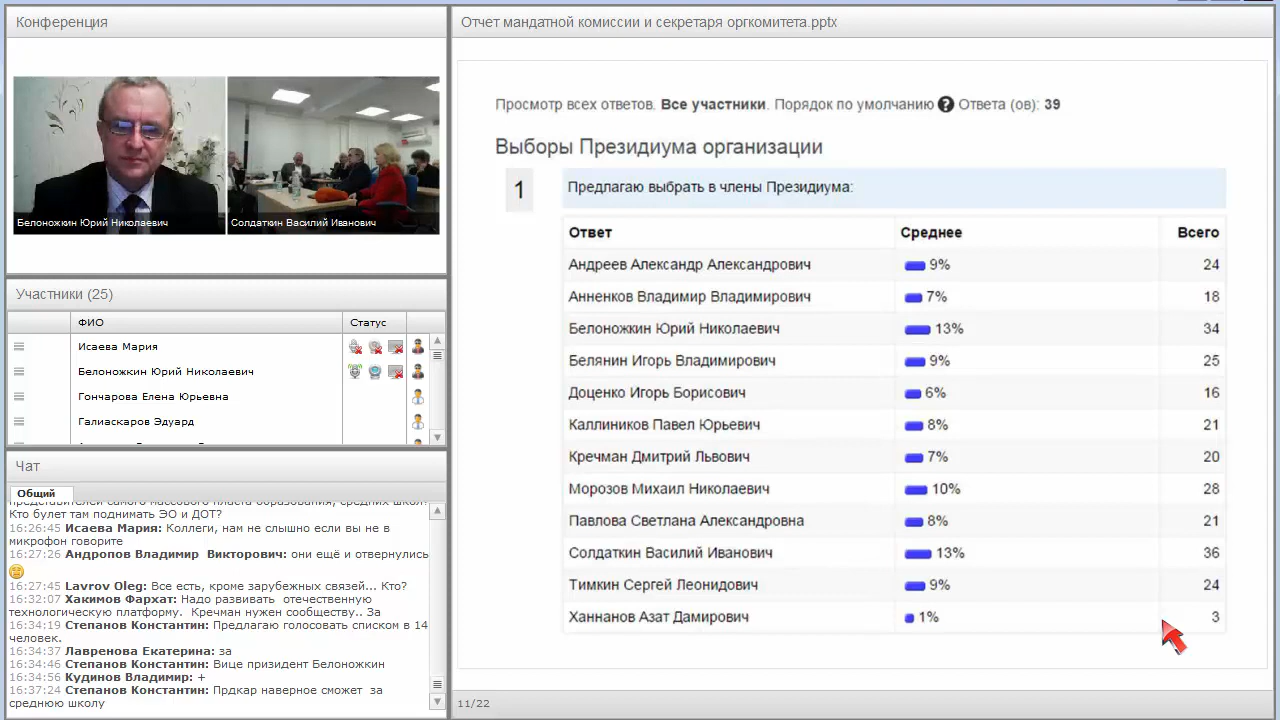 Конференция
Белоножкин Юрий Николаевич
Солдаткин Василий Иванович
Участники (25)
ФИО Статус
Исаева Мария
Белоножкин Юрий Николаевич
Гончарова Елена Юрьевна
Галиаскаров Эдуард
Чат
Общий
представителей самого массового места образования, средних школ!
Кто булет там поднимать ЭО и ДОТ?
16:26:45 Исаева Мария: Коллеги, нам не слышно если вы не в
микрофон говорите
16:27:26 Андропов Владимир Викторович: они ещё и отвернулись
16:27:45 Lavrov Oleg: Все есть, кроме зарубежных связей... Кто?
16:32:07 Хакимов Фархат: Надо развивать отечественную
технологическую платформу. Кречман нужен сообществу.. За
16:34:19 Степанов Константин: Предлагаю голосовать списком в 14
человек.
16:34:37 Лавренова Екатерина: за
16:34:46 Степанов Константин: Вице призидент Белоножкин
16:34:56 Кудинов Владимир: +
16:37:24 Степанов Константин: Прдкар наверное сможет за
среднюю школу
Отчет мандатной комиссии и секретаря оргкомитета.pptx
Просмотр всех ответов. Все участники. Порядок по умолчанию ? Ответа (ов): 39
Выборы Президиума организации
1 Предлагаю выбрать в члены Президиума:
Ответ Среднее Всего
Андреев Александр Александрович 9% 24
Анненков Владимир Владимирович 7% 18
Белоножкин Юрий Николаевич 13% 34
Белянин Игорь Владимирович 9% 25
Доценко Игорь Борисович 6% 16
Каллиников Павел Юрьевич 8% 21
Кречман Дмитрий Львович 7% 20
Морозов Михаил Николаевич 10% 28
Павлова Светлана Александровна 8% 21
Солдаткин Василий Иванович 13% 36
Тимкин Сергей Леонидович 9% 24
Ханнанов Азат Дамирович 1% 3
11/22